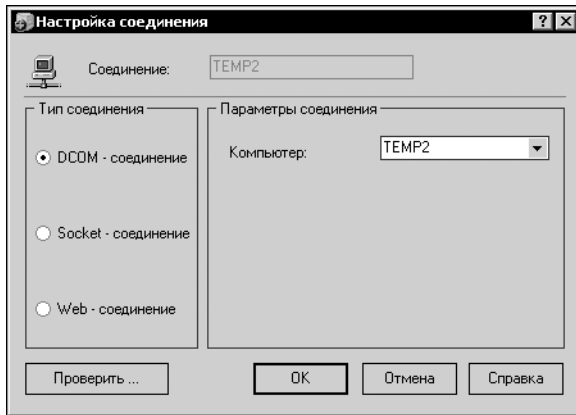 Настройка соединения
Соединение: TEMP2
Тип соединения
Параметры соединения
DCOM - соединение
Компьютер: TEMP2
Socket - соединение
Web - соединение
Проверить ... OK Отмена Справка